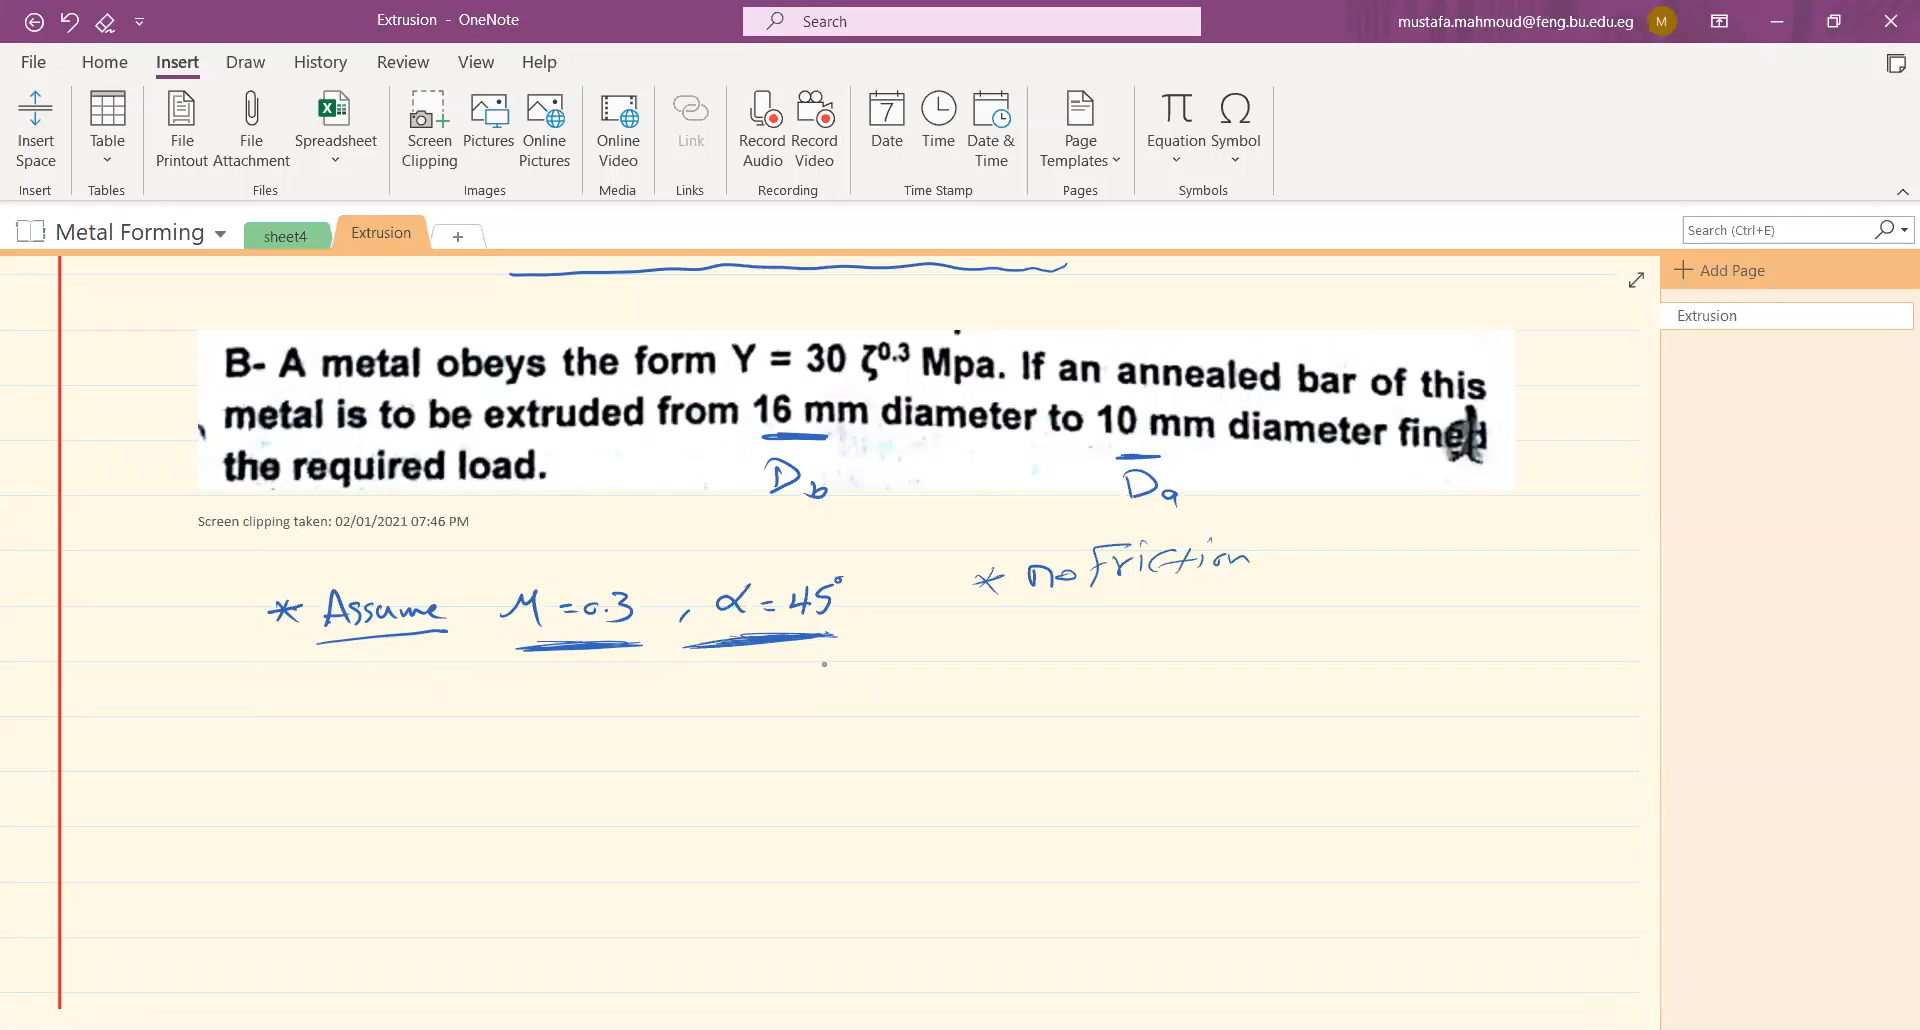 Extrusion - OneNote
Search
mustafa.mahmoud@feng.bu.edu.eg
M
File Home Insert Draw History Review View Help
Insert Space
Table
File Printout
File Attachment
Spreadsheet
Screen Clipping
Pictures
Online Pictures
Online Video
Link
Record Audio
Record Video
7
Date
Time
Date & Time
Page Templates
π
Equation
Ω
Symbol
Insert Tables Files Images Media Links Recording Time Stamp Pages Symbols
Metal Forming sheet4 Extrusion +
Search (Ctrl+E)
Add Page
Extrusion
B- A metal obeys the form Y = 30 ζ^0.3 Mpa. If an annealed bar of this
metal is to be extruded from 16 mm diameter to 10 mm diameter fined
the required load.
Db Da
Screen clipping taken: 02/01/2021 07:46 PM
* no Friction
* Assume M = 0.3 , α = 45°